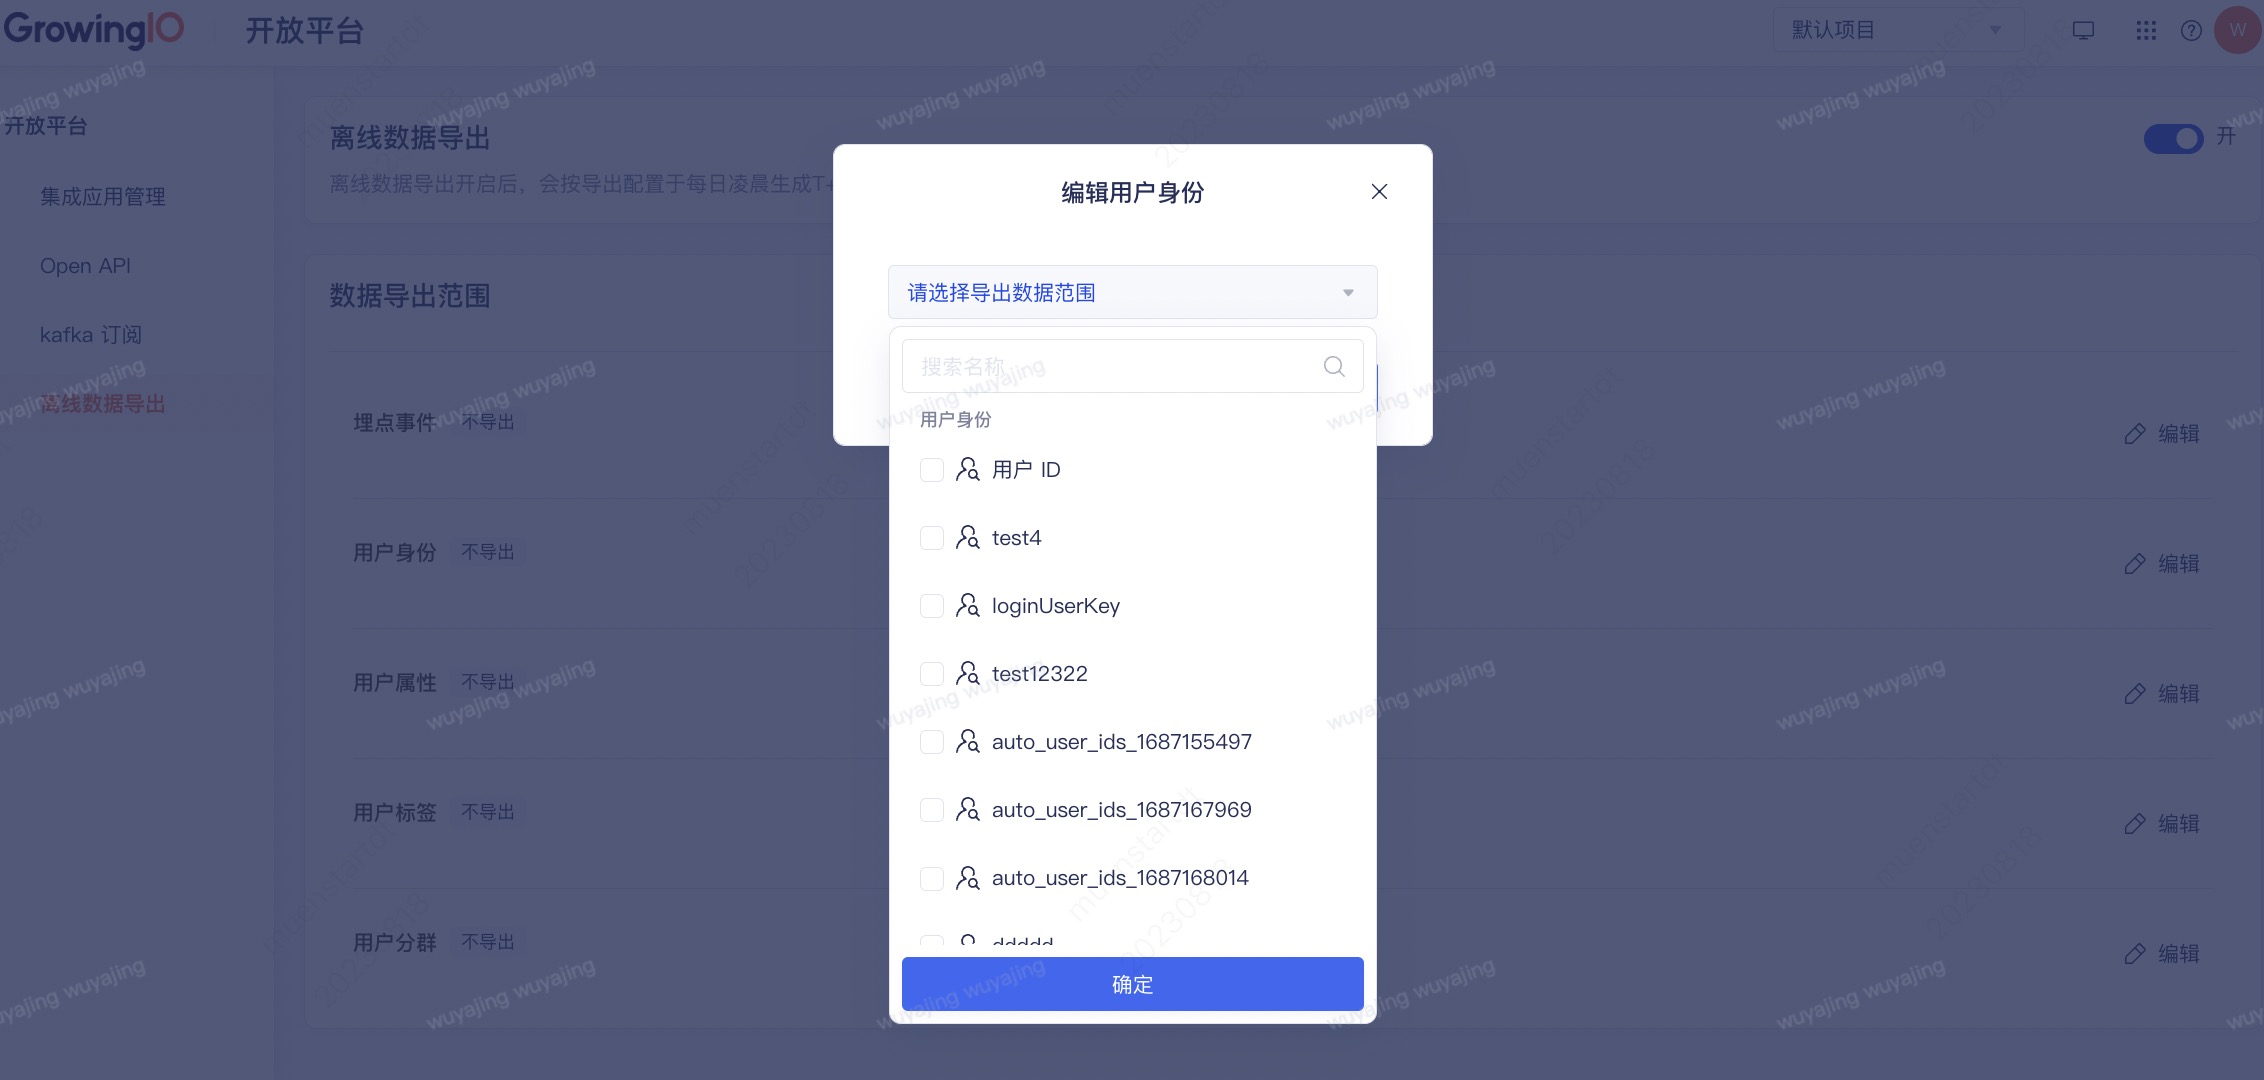 GrowingIO
开放平台
默认项目
W
开放平台
集成应用管理
Open API
kafka 订阅
离线数据导出
离线数据导出
离线数据导出开启后，会按导出配置于每日凌晨生成T+
开
数据导出范围
埋点事件 不导出 编辑
用户身份 不导出 编辑
用户属性 不导出 编辑
用户标签 不导出 编辑
用户分群 不导出 编辑
编辑用户身份
请选择导出数据范围
搜索名称
用户身份
用户 ID
test4
loginUserKey
test12322
auto_user_ids_1687155497
auto_user_ids_1687167969
auto_user_ids_1687168014
ddddd
确定
wuyajing wuyajing
20230818